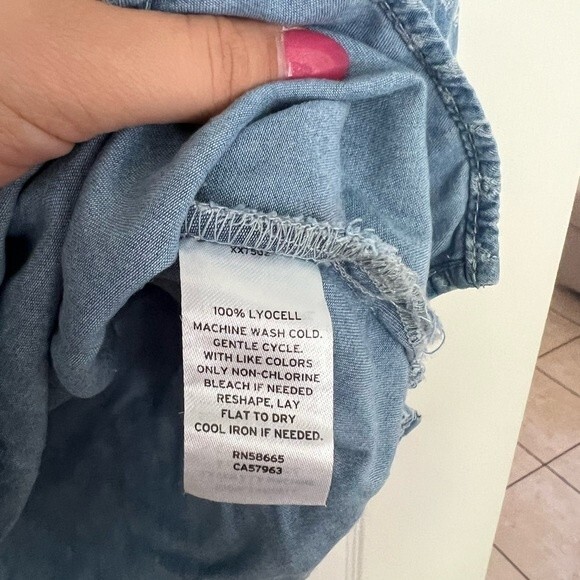 100% LYOCELL
MACHINE WASH COLD.
GENTLE CYCLE.
WITH LIKE COLORS
ONLY NON-CHLORINE
BLEACH IF NEEDED
RESHAPE, LAY
FLAT TO DRY
COOL IRON IF NEEDED.
RN58665
CA57963